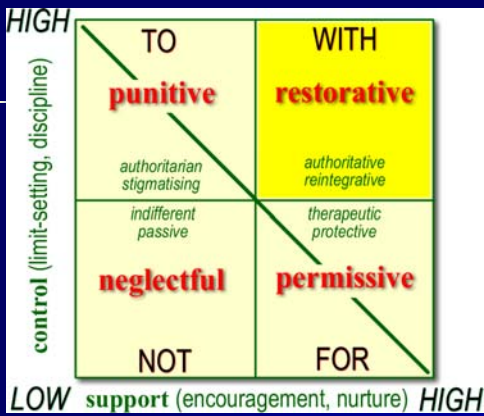 HIGH
TO
WITH
punitive
restorative
authoritarian
stigmatising
authoritative
reintegrative
indifferent
passive
therapeutic
protective
neglectful
permissive
NOT
FOR
control (limit-setting, discipline)
LOW support (encouragement, nurture) HIGH